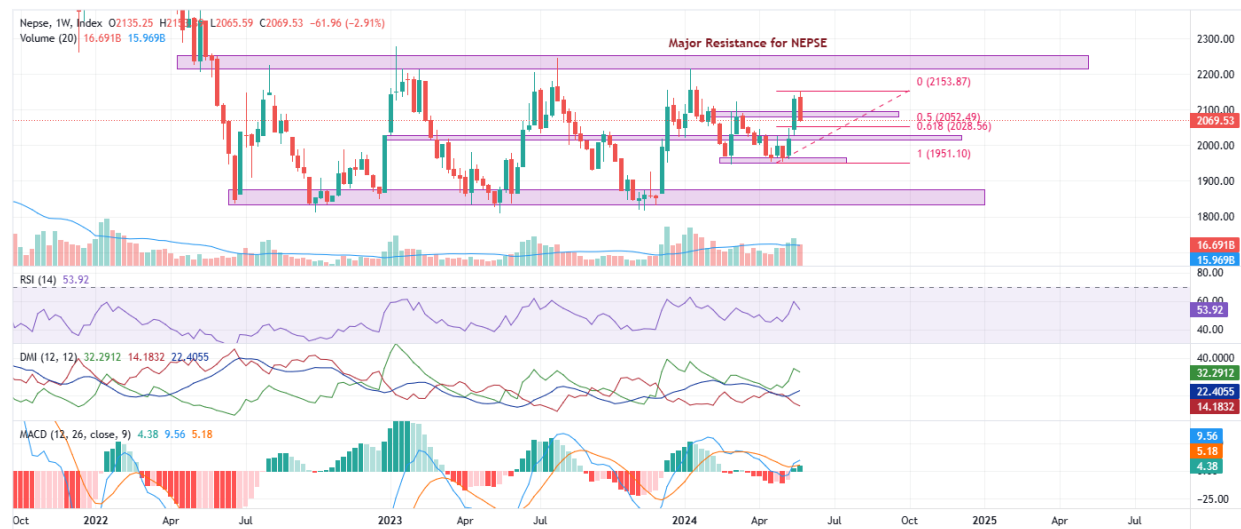 Nepse, 1W, Index O2135.25 H2153.87 L2065.59 C2069.53 −61.96 (−2.91%)
Volume (20) 16.691B 15.969B
Major Resistance for NEPSE
0 (2153.87)
0.5 (2052.49)
0.618 (2028.56)
1 (1951.10)
2300.00
2200.00
2100.00
2069.53
2000.00
1900.00
1800.00
16.691B
15.969B
RSI (14) 53.92
80.00
60.00
53.92
40.00
DMI (12, 12) 32.2912 14.1832 22.4055
40.0000
32.2912
22.4055
14.1832
MACD (12, 26, close, 9) 4.38 9.56 5.18
9.56
5.18
4.38
−25.00
Oct 2022 Apr Jul 2023 Apr Jul 2024 Apr Jul Oct 2025 Apr Jul